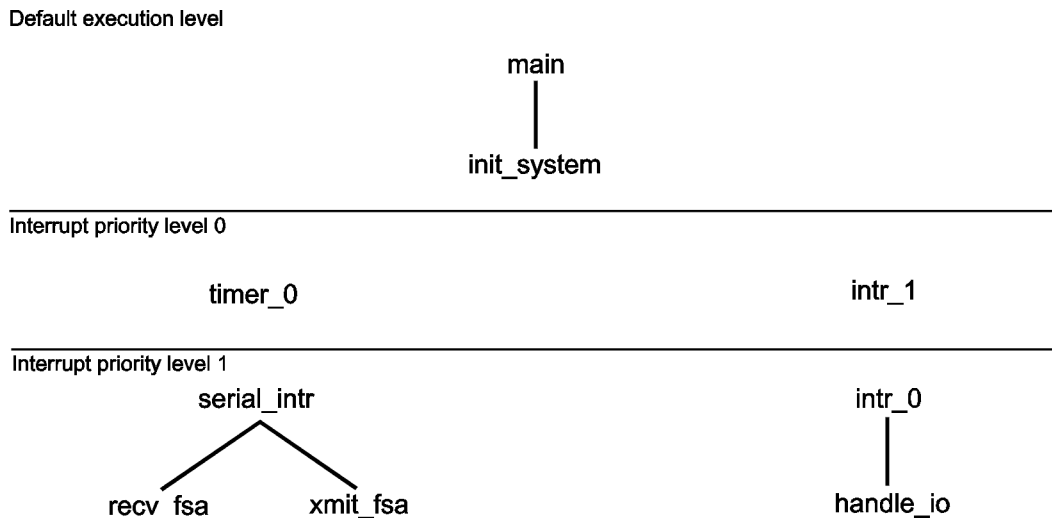 Default execution level
main
init_system
Interrupt priority level 0
timer_0 intr_1
Interrupt priority level 1
serial_intr intr_0
recv_fsa xmit_fsa handle_io